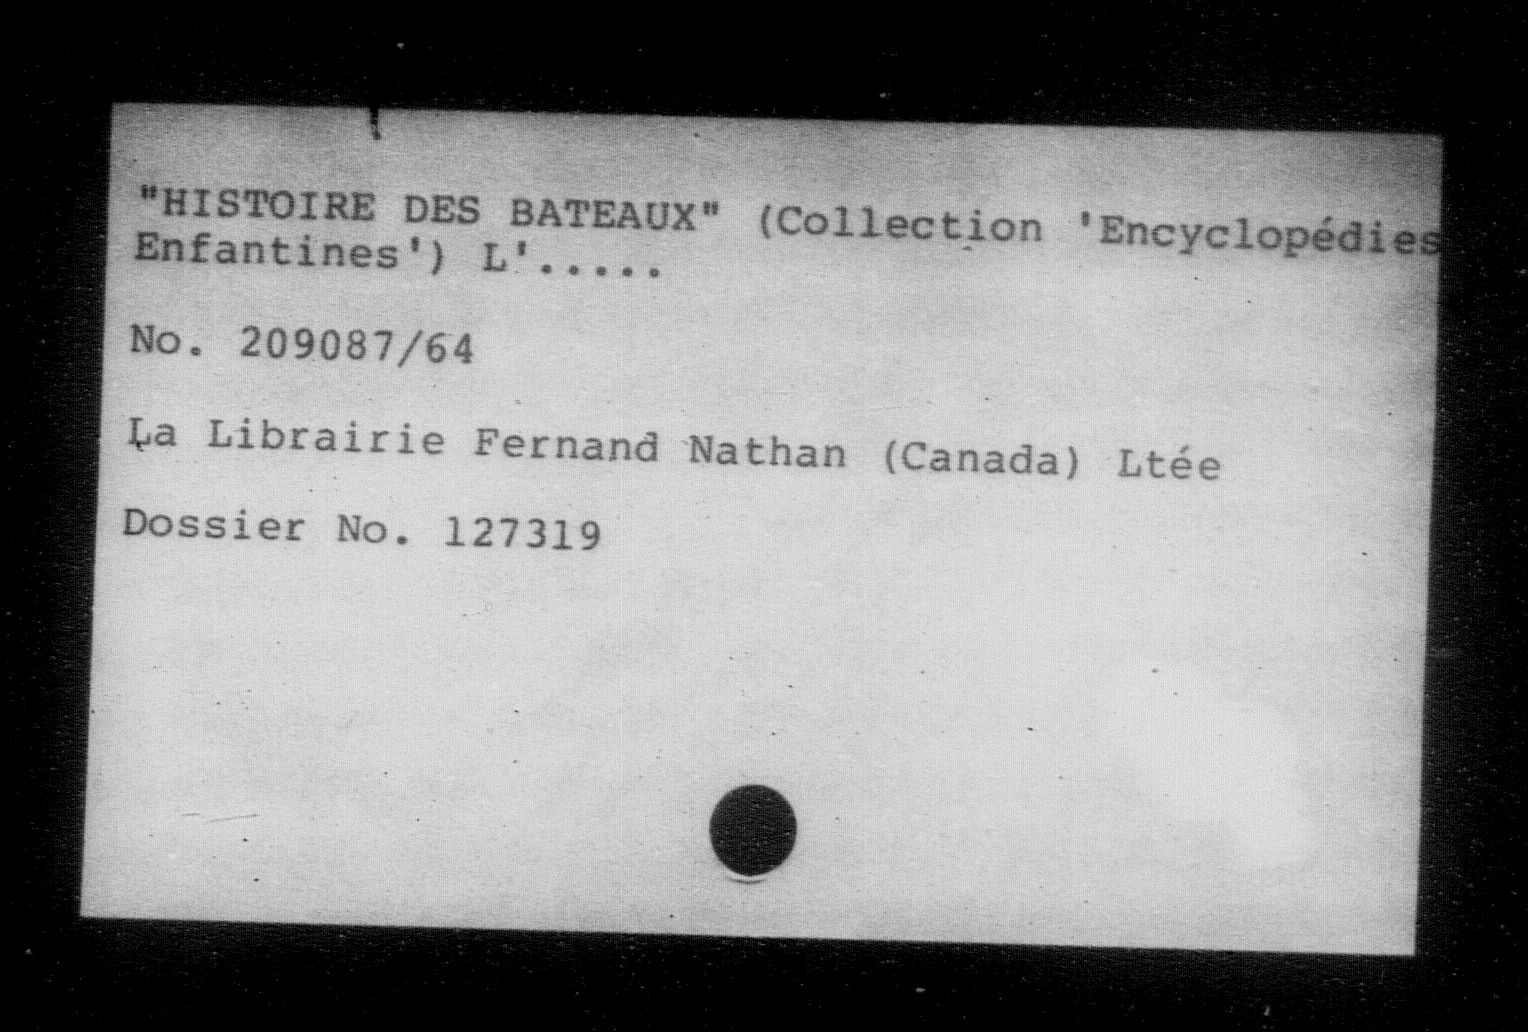 "HISTOIRE DES BATEAUX" (Collection 'Encyclopédies
Enfantines') L'.....
No. 209087/64
La Librairie Fernand Nathan (Canada) Ltée
Dossier No. 127319